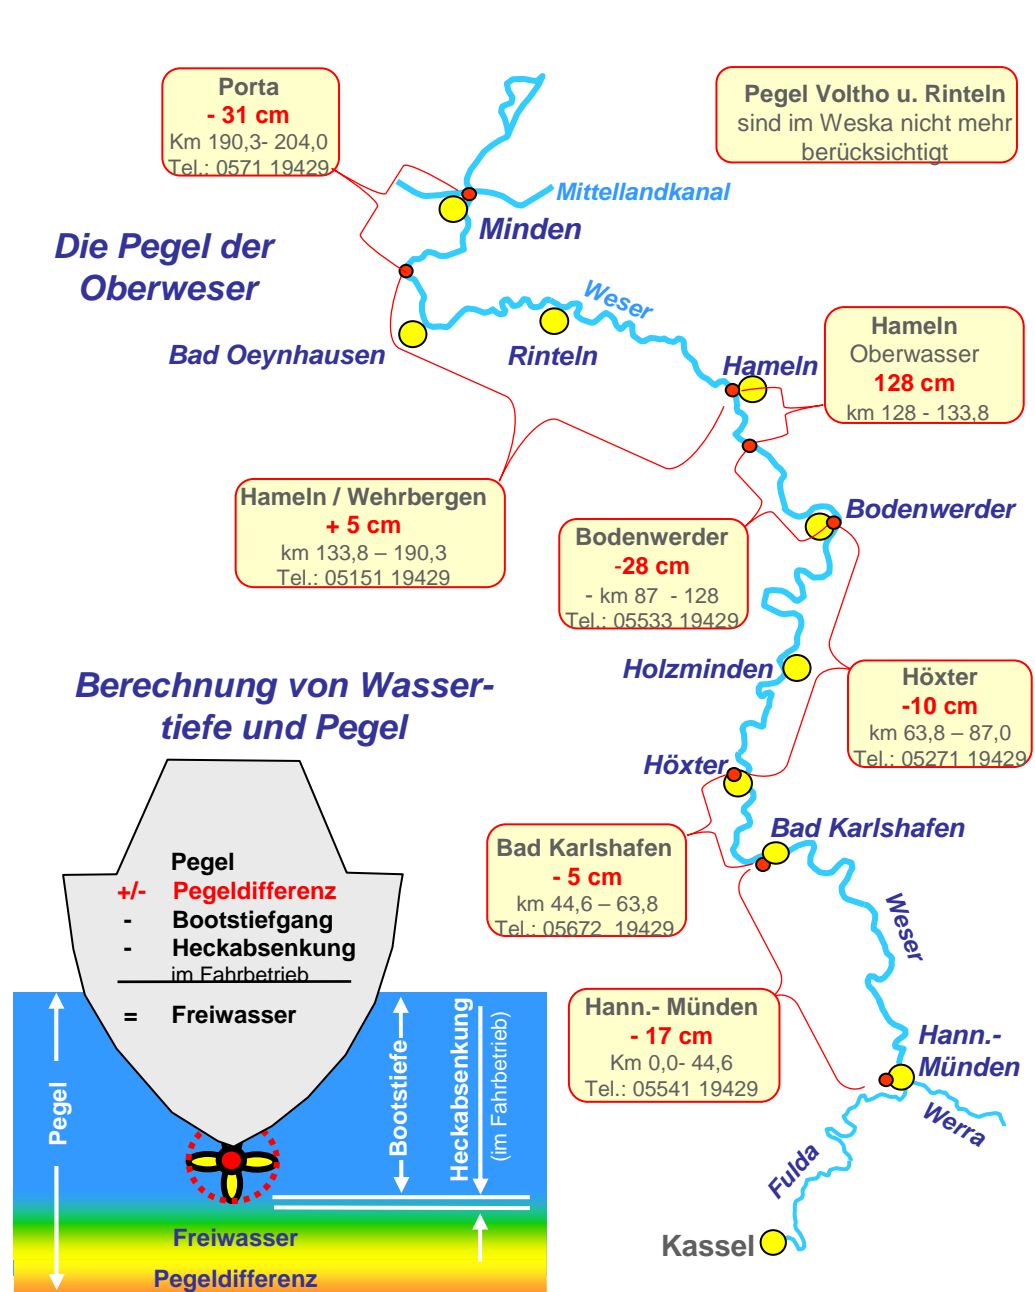 Porta
- 31 cm
Km 190,3- 204,0
Tel.: 0571 19429
Pegel Voltho u. Rinteln
sind im Weska nicht mehr
berücksichtigt
Mittellandkanal
Minden
Die Pegel der
Oberweser
Weser
Bad Oeynhausen
Rinteln
Hameln
Hameln
Oberwasser
128 cm
km 128 - 133,8
Hameln / Wehrbergen
+ 5 cm
km 133,8 – 190,3
Tel.: 05151 19429
Bodenwerder
Bodenwerder
-28 cm
- km 87  - 128
Tel.: 05533 19429
Holzminden
Höxter
-10 cm
km 63,8 – 87,0
Tel.: 05271 19429
Berechnung von Wasser-
tiefe und Pegel
Höxter
Bad Karlshafen
Bad Karlshafen
- 5 cm
km 44,6 – 63,8
Tel.: 05672  19429
Weser
Hann.- Münden
- 17 cm
Km 0,0- 44,6
Tel.: 05541 19429
Hann.-
Münden
Werra
Fulda
Kassel
Pegel
+/- Pegeldifferenz
- Bootstiefgang
- Heckabsenkung
im Fahrbetrieb
= Freiwasser
Pegel
Bootstiefe
Heckabsenkung
(im Fahrbetrieb)
Freiwasser
Pegeldifferenz